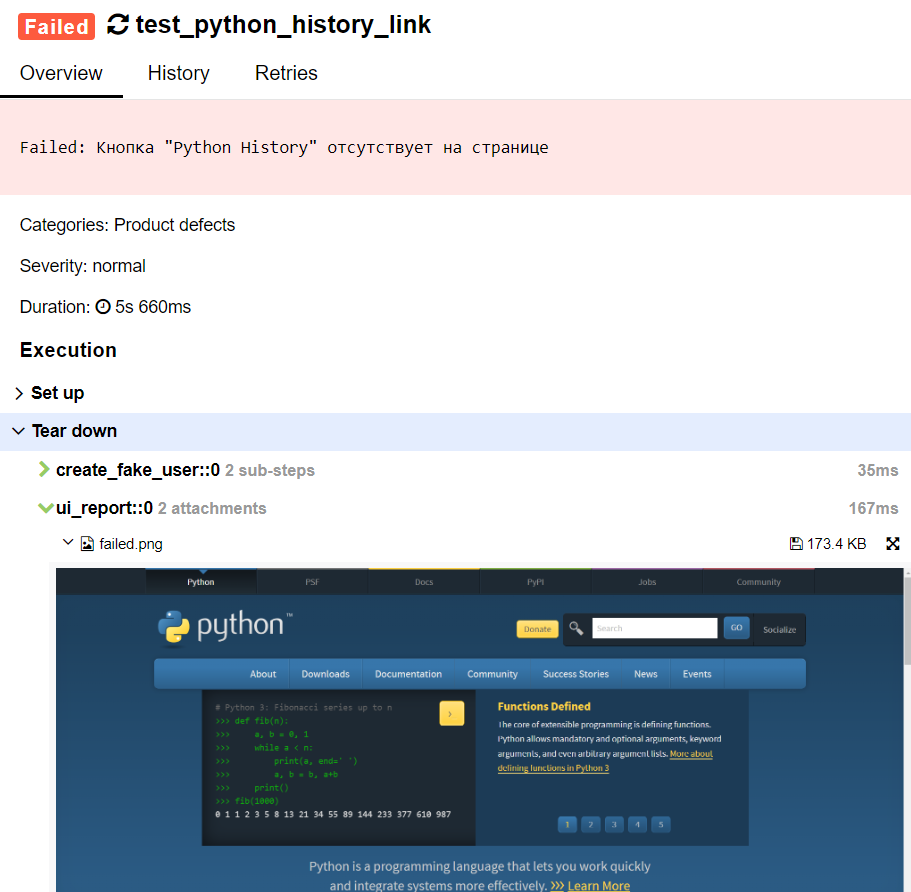 Failed test_python_history_link
Overview History Retries
Failed: Кнопка "Python History" отсутствует на странице
Categories: Product defects
Severity: normal
Duration: 5s 660ms
Execution
Set up
Tear down
create_fake_user::0 2 sub-steps 35ms
ui_report::0 2 attachments 167ms
failed.png 173.4 KB
Python PSF Docs PyPI Jobs Community
python™ Donate Search GO Socialize
About Downloads Documentation Community Success Stories News Events
# Python 3: Fibonacci series up to n
>>> def fib(n):
>>>     a, b = 0, 1
>>>     while a < n:
>>>         print(a, end=' ')
>>>         a, b = b, a+b
>>>     print()
>>> fib(1000)
0 1 1 2 3 5 8 13 21 34 55 89 144 233 377 610 987
Functions Defined
The core of extensible programming is defining functions.
Python allows mandatory and optional arguments, keyword
arguments, and even arbitrary argument lists. More about
defining functions in Python 3
1 2 3 4 5
Python is a programming language that lets you work quickly
and integrate systems more effectively. >>> Learn More